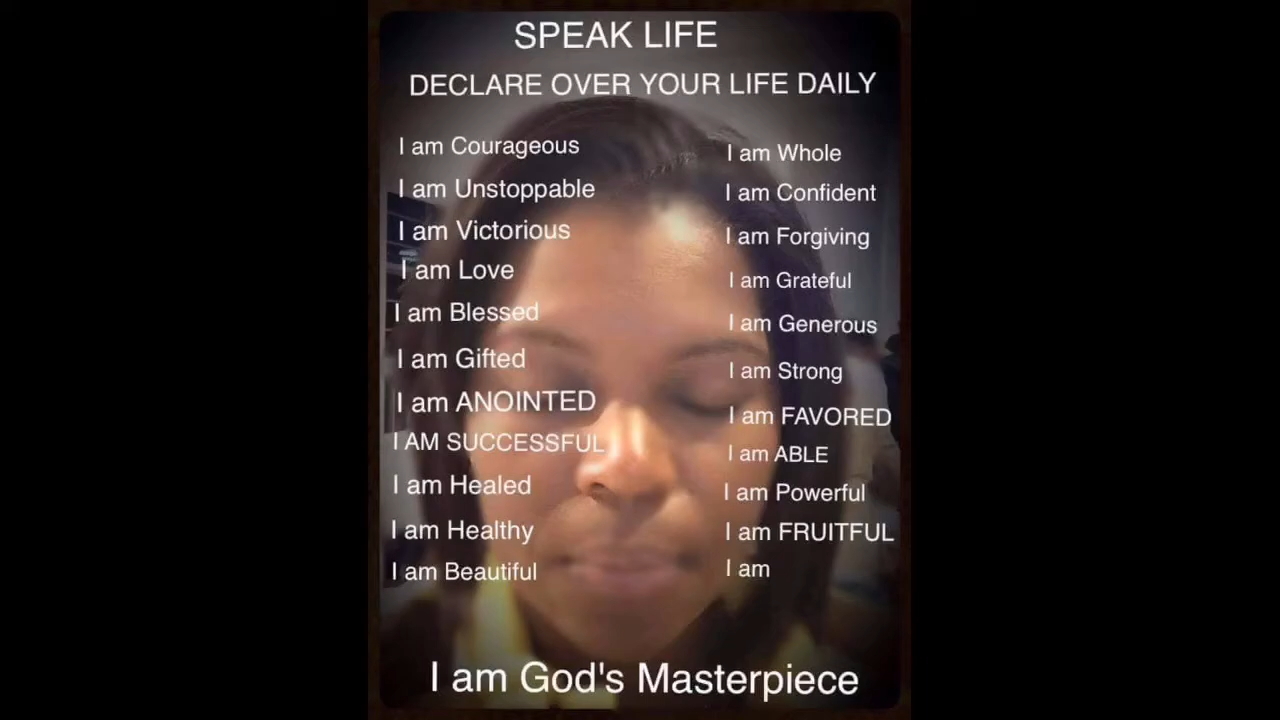 SPEAK LIFE
DECLARE OVER YOUR LIFE DAILY
I am Courageous
I am Unstoppable
I am Victorious
I am Love
I am Blessed
I am Gifted
I am ANOINTED
I AM SUCCESSFUL
I am Healed
I am Healthy
I am Beautiful
I am Whole
I am Confident
I am Forgiving
I am Grateful
I am Generous
I am Strong
I am FAVORED
I am ABLE
I am Powerful
I am FRUITFUL
I am
I am God's Masterpiece